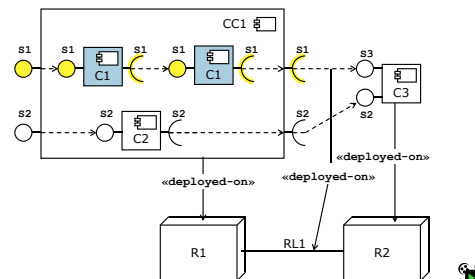 CC1
s1 s1 s1 s1 s1 s1 s3
C1 C1 C3
s2 s2 s2 s2 s2
C2
«deployed-on»
«deployed-on»
«deployed-on»
R1 RL1 R2